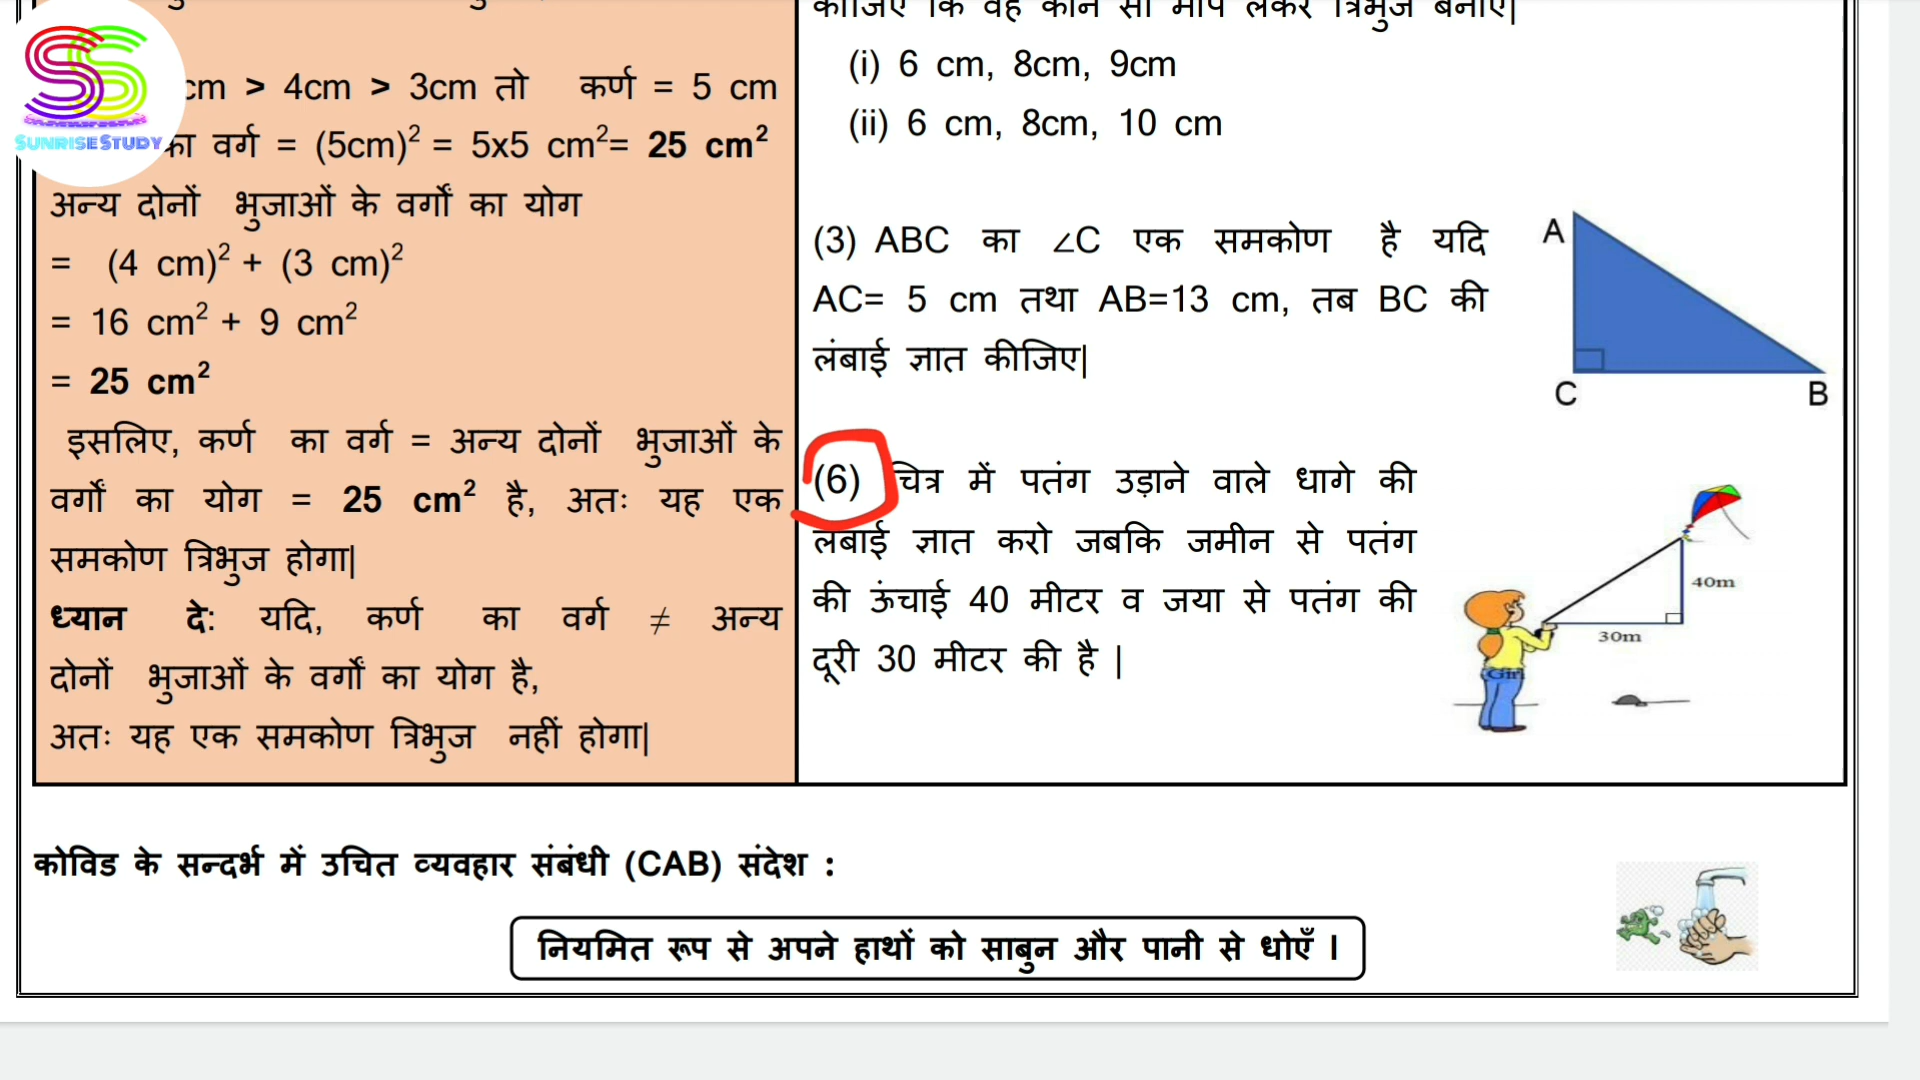 SUNRISESTUDY
cm > 4cm > 3cm तो कर्ण = 5 cm
का वर्ग = (5cm)² = 5x5 cm²= 25 cm²
अन्य दोनों भुजाओं के वर्गों का योग
= (4 cm)² + (3 cm)²
= 16 cm² + 9 cm²
= 25 cm²
इसलिए, कर्ण का वर्ग = अन्य दोनों भुजाओं के
वर्गों का योग = 25 cm² है, अतः यह एक
समकोण त्रिभुज होगा|
ध्यान दे: यदि, कर्ण का वर्ग ≠ अन्य
दोनों भुजाओं के वर्गों का योग है,
अतः यह एक समकोण त्रिभुज नहीं होगा|
कीजिए कि वह कौन सी माप लेकर त्रिभुज बनाए|
(i) 6 cm, 8cm, 9cm
(ii) 6 cm, 8cm, 10 cm
(3) ABC का ∠C एक समकोण है यदि
AC= 5 cm तथा AB=13 cm, तब BC की
लंबाई ज्ञात कीजिए|
A
C
B
(6) चित्र में पतंग उड़ाने वाले धागे की
लंबाई ज्ञात करो जबकि जमीन से पतंग
की ऊंचाई 40 मीटर व जया से पतंग की
दूरी 30 मीटर की है |
40m
30m
Girl
कोविड के सन्दर्भ में उचित व्यवहार संबंधी (CAB) संदेश :
नियमित रूप से अपने हाथों को साबुन और पानी से धोएँ ।